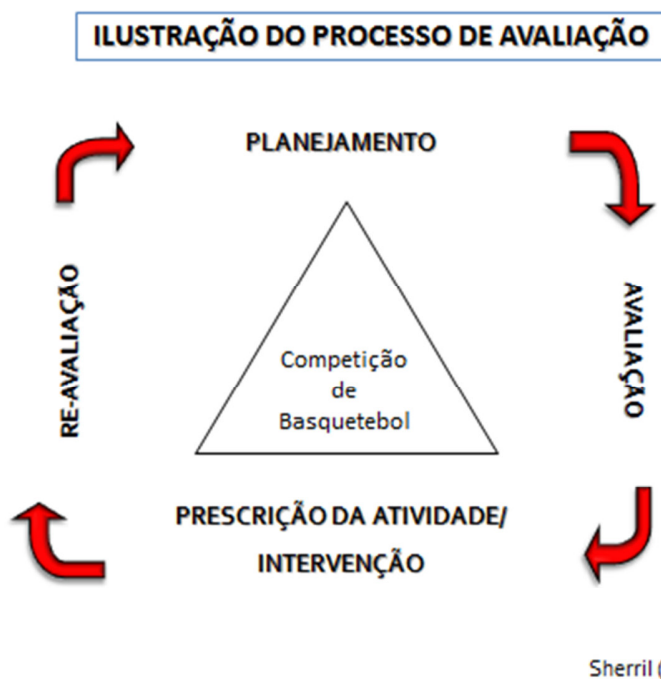 ILUSTRAÇÃO DO PROCESSO DE AVALIAÇÃO
PLANEJAMENTO
RE-AVALIAÇÃO
AVALIAÇÃO
Competição
de
Basquetebol
PRESCRIÇÃO DA ATIVIDADE/
INTERVENÇÃO
Sherril (